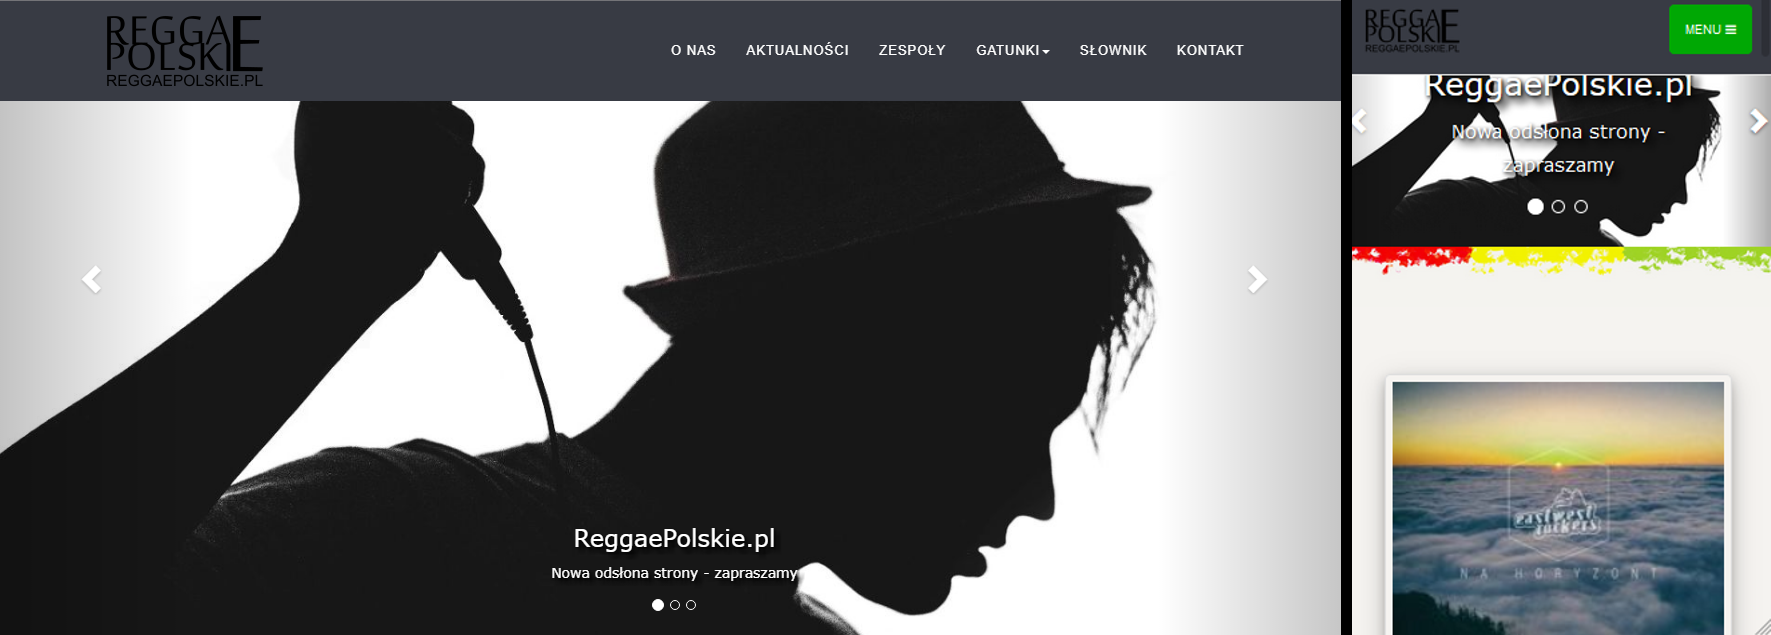 REGGAE
POLSKIE
REGGAEPOLSKIE.PL
O NAS AKTUALNOŚCI ZESPOŁY GATUNKI SŁOWNIK KONTAKT
ReggaePolskie.pl
Nowa odsłona strony - zapraszamy
REGGAE
POLSKIE
REGGAEPOLSKIE.PL
MENU
ReggaePolskie.pl
Nowa odsłona strony -
zapraszamy
eastwest
rockers
NA HORYZONT